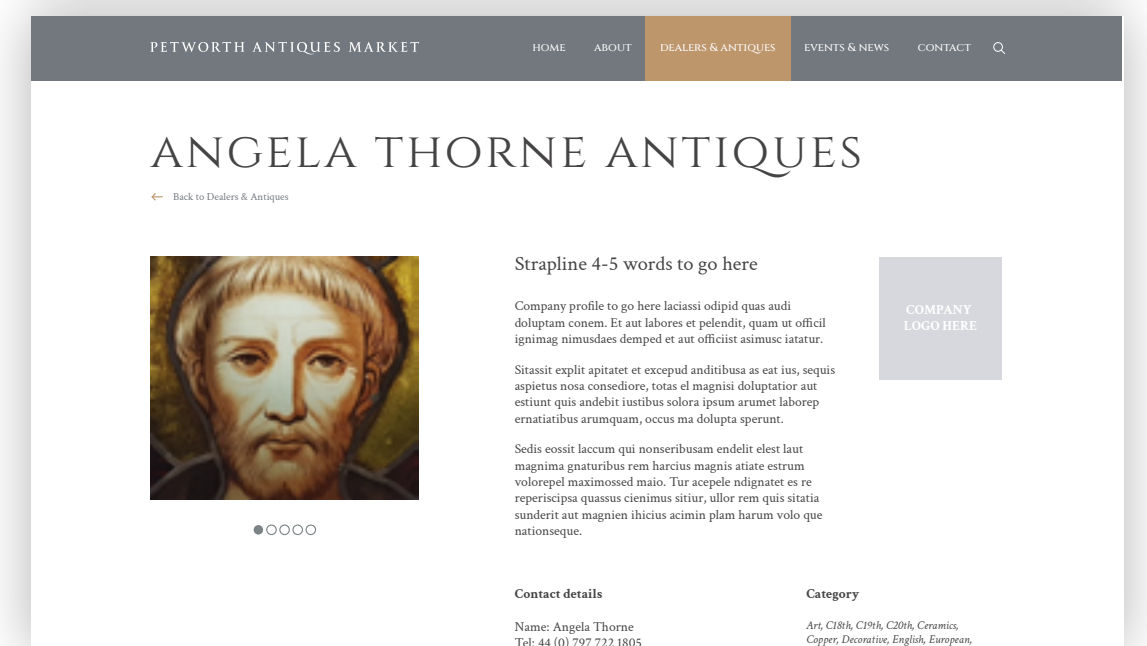 PETWORTH ANTIQUES MARKET
HOME ABOUT DEALERS & ANTIQUES EVENTS & NEWS CONTACT
ANGELA THORNE ANTIQUES
Back to Dealers & Antiques
Strapline 4-5 words to go here
Company profile to go here laciassi odipid quas audi
doluptam conem. Et aut labores et pelendit, quam ut officil
ignimag nimusdaes demped et aut officiist asimusc iatatur.
Sitassit explit apitatet et excepud anditibusa as eat ius, sequis
aspietus nosa consediore, totas el magnisi doluptatior aut
estiunt quis andebit iustibus solora ipsum arumet laborep
ernatiatibus arumquam, occus ma dolupta sperunt.
Sedis eossit laccum qui nonseribusam endelit elest laut
magnima gnaturibus rem harcius magnis atiate estrum
volorepel maximossed maio. Tur acepele ndignatet es re
reperiscipsa quassus cienimus sitiur, ullor rem quis sitatia
sunderit aut magnien ihicius acimin plam harum volo que
nationseque.
COMPANY
LOGO HERE
Contact details
Name: Angela Thorne
Tel: 44 (0) 797 722 1805
Category
Art, C18th, C19th, C20th, Ceramics,
Copper, Decorative, English, European,